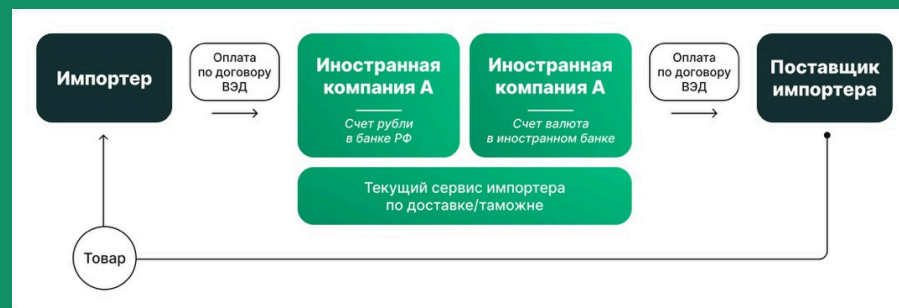 Импортер
Оплата
по договору
ВЭД
Иностранная
компания А
Счет рубли
в банке РФ
Иностранная
компания А
Счет валюта
в иностранном банке
Оплата
по договору
ВЭД
Поставщик
импортера
Текущий сервис импортера
по доставке/таможне
Товар